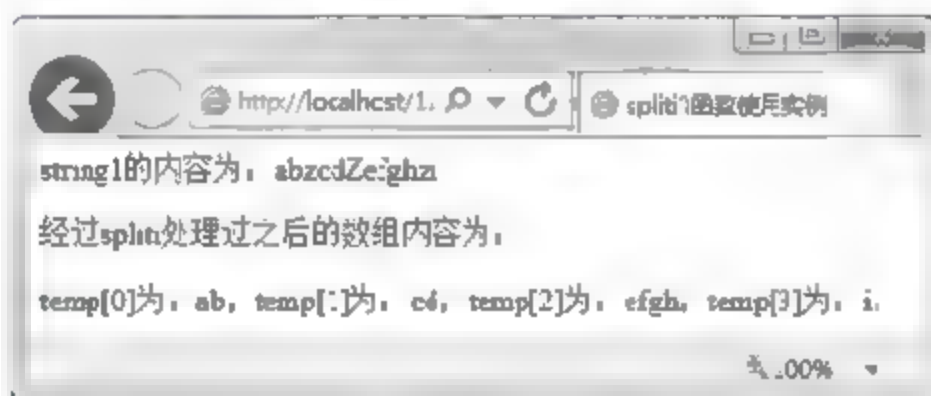 http://localhost/1.
spliti()函数使用实例
string1的内容为：abzcdZefghzi
经过spliti处理过之后的数组内容为：
temp[0]为：ab，temp[1]为：cd，temp[2]为：efgh，temp[3]为：i.
100%